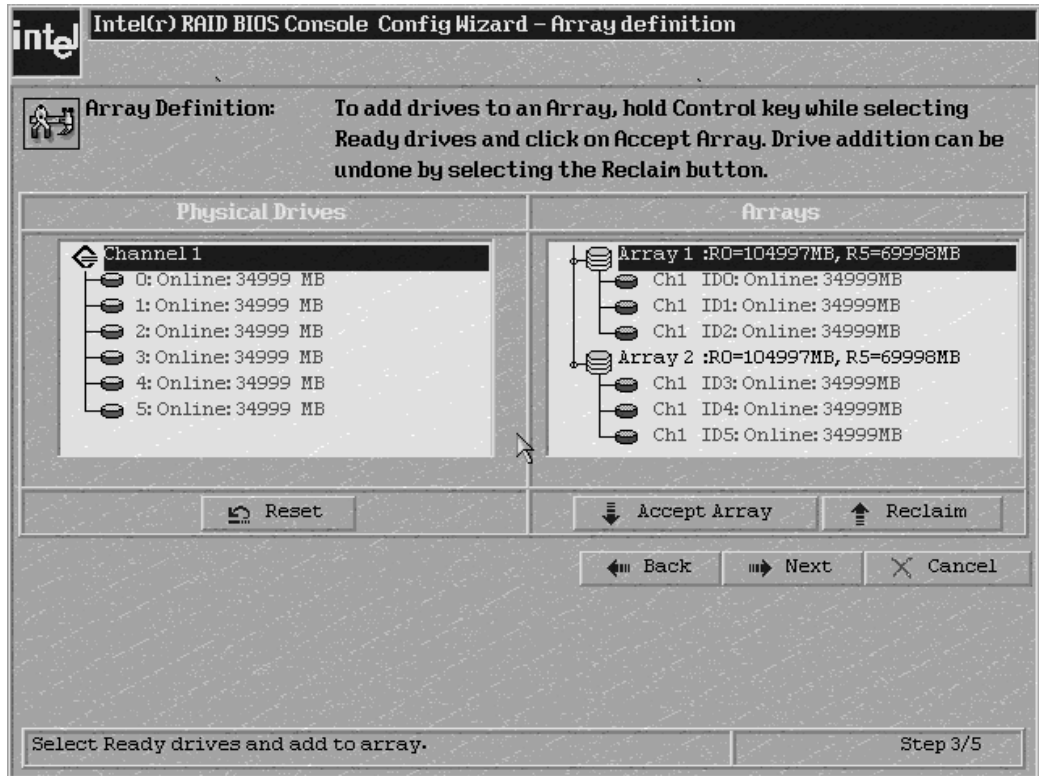 intel
Intel(r) RAID BIOS Console Config Wizard – Array definition
Array Definition:
To add drives to an Array, hold Control key while selecting
Ready drives and click on Accept Array. Drive addition can be
undone by selecting the Reclaim button.
Physical Drives
Channel 1
0: Online: 34999 MB
1: Online: 34999 MB
2: Online: 34999 MB
3: Online: 34999 MB
4: Online: 34999 MB
5: Online: 34999 MB
Reset
Arrays
Array 1 :R0=104997MB, R5=69998MB
Ch1 ID0: Online: 34999MB
Ch1 ID1: Online: 34999MB
Ch1 ID2: Online: 34999MB
Array 2 :R0=104997MB, R5=69998MB
Ch1 ID3: Online: 34999MB
Ch1 ID4: Online: 34999MB
Ch1 ID5: Online: 34999MB
Accept Array
Reclaim
Back
Next
Cancel
Select Ready drives and add to array.
Step 3/5